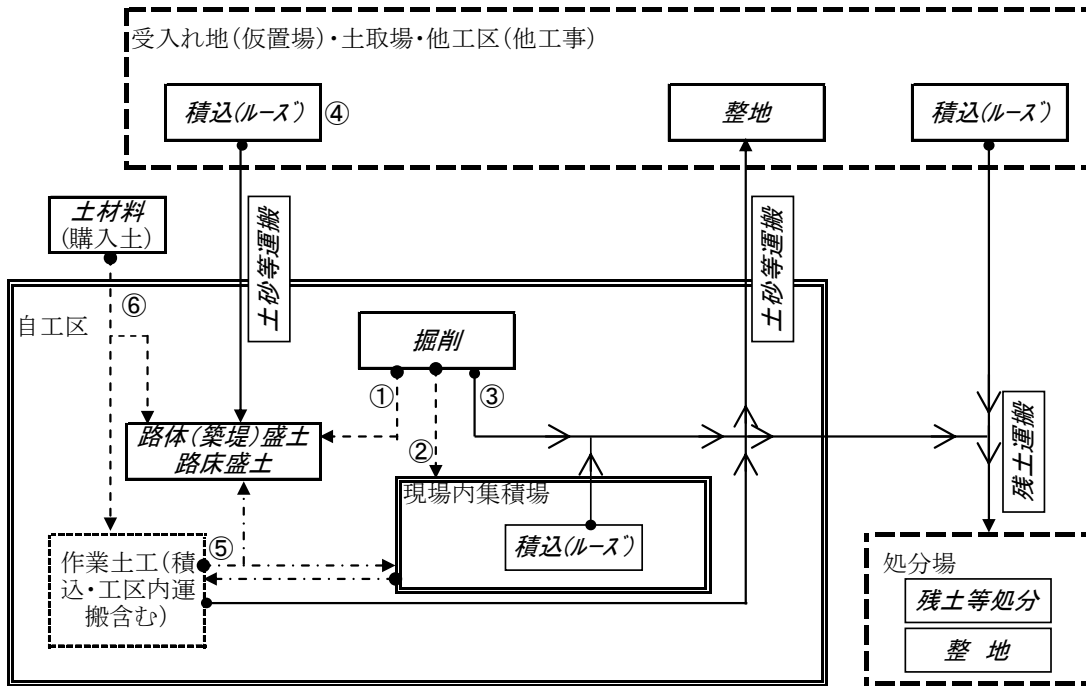 受入れ地(仮置場)・土取場・他工区(他工事)
積込(ﾙｰｽﾞ)
④
整地
積込(ﾙｰｽﾞ)
土材料
(購入土)
土砂等運搬
土砂等運搬
⑥
自工区
掘削
①
③
路体(築堤)盛土
路床盛土
②
現場内集積場
残土運搬
積込(ﾙｰｽﾞ)
⑤
作業土工(積
込・工区内運
搬含む)
処分場
残土等処分
整 地